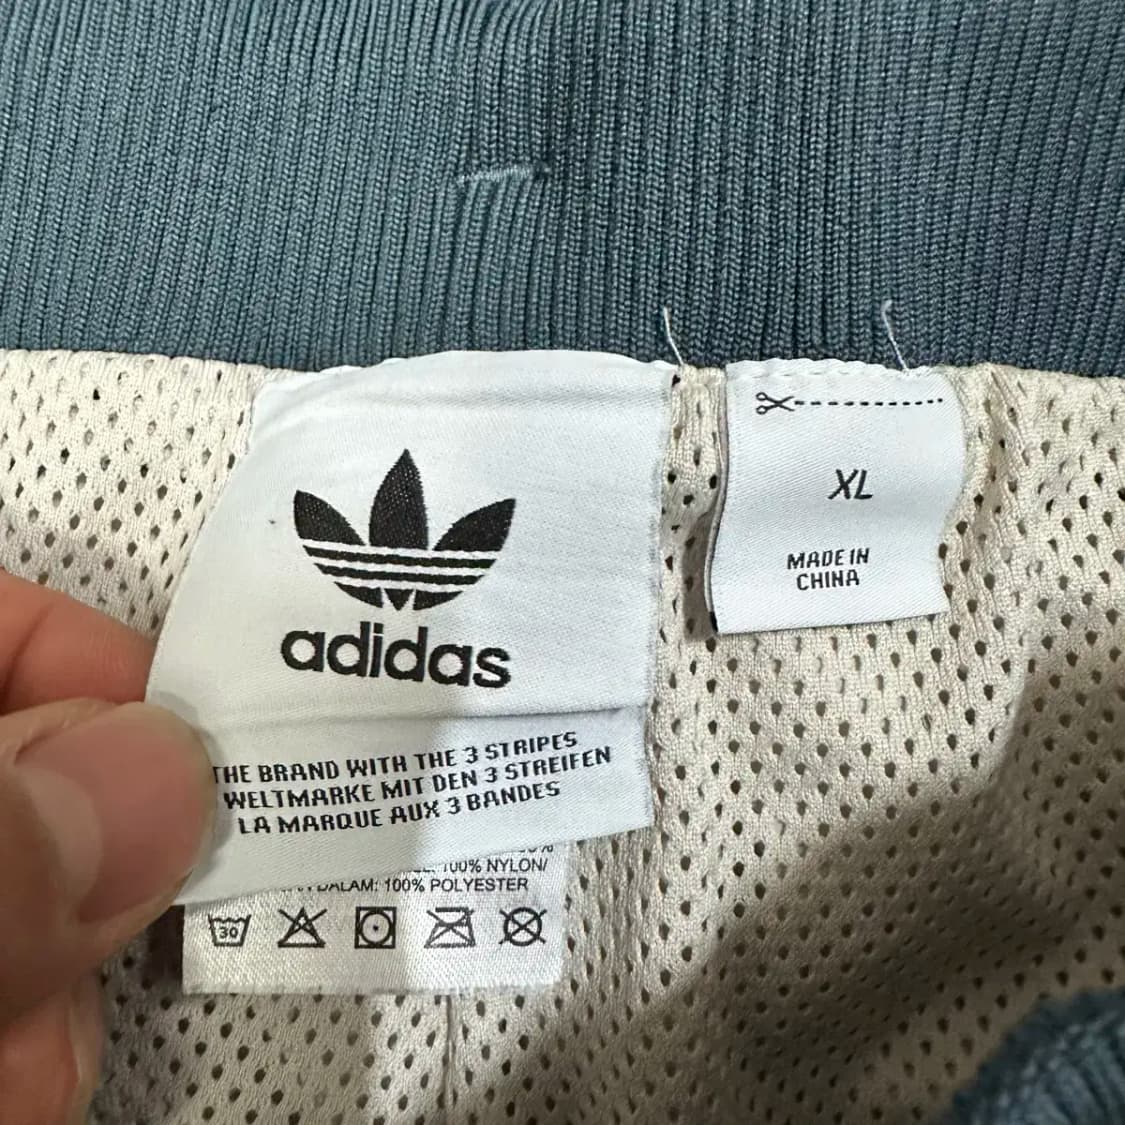 adidas
THE BRAND WITH THE 3 STRIPES
WELTMARKE MIT DEN 3 STREIFEN
LA MARQUE AUX 3 BANDES
100% NYLON/
DALAM: 100% POLYESTER
30
XL
MADE IN
CHINA